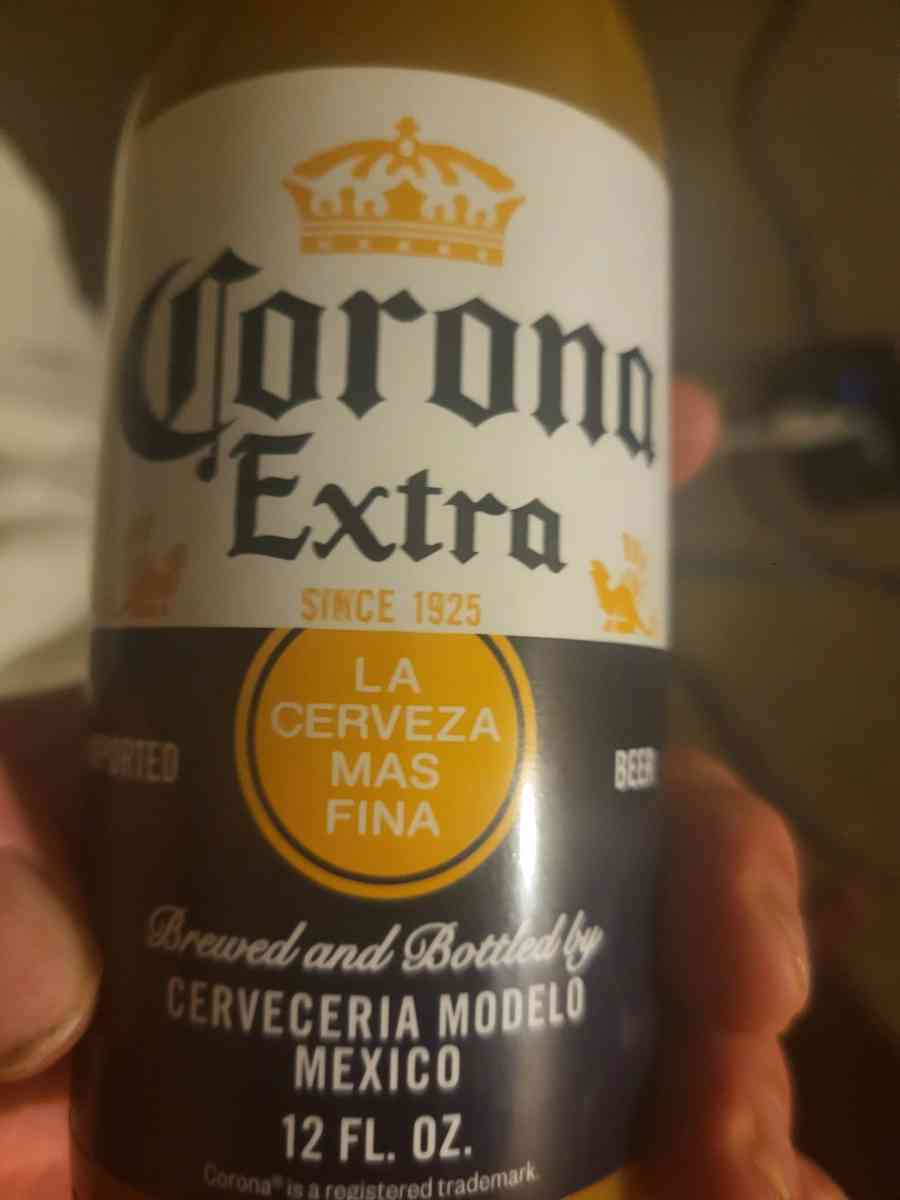 Corona
Extra
SINCE 1925
LA
CERVEZA
MAS
FINA
BEER
Brewed and Bottled by
CERVECERIA MODELO
MEXICO
12 FL. OZ.
Corona® is a registered trademark.